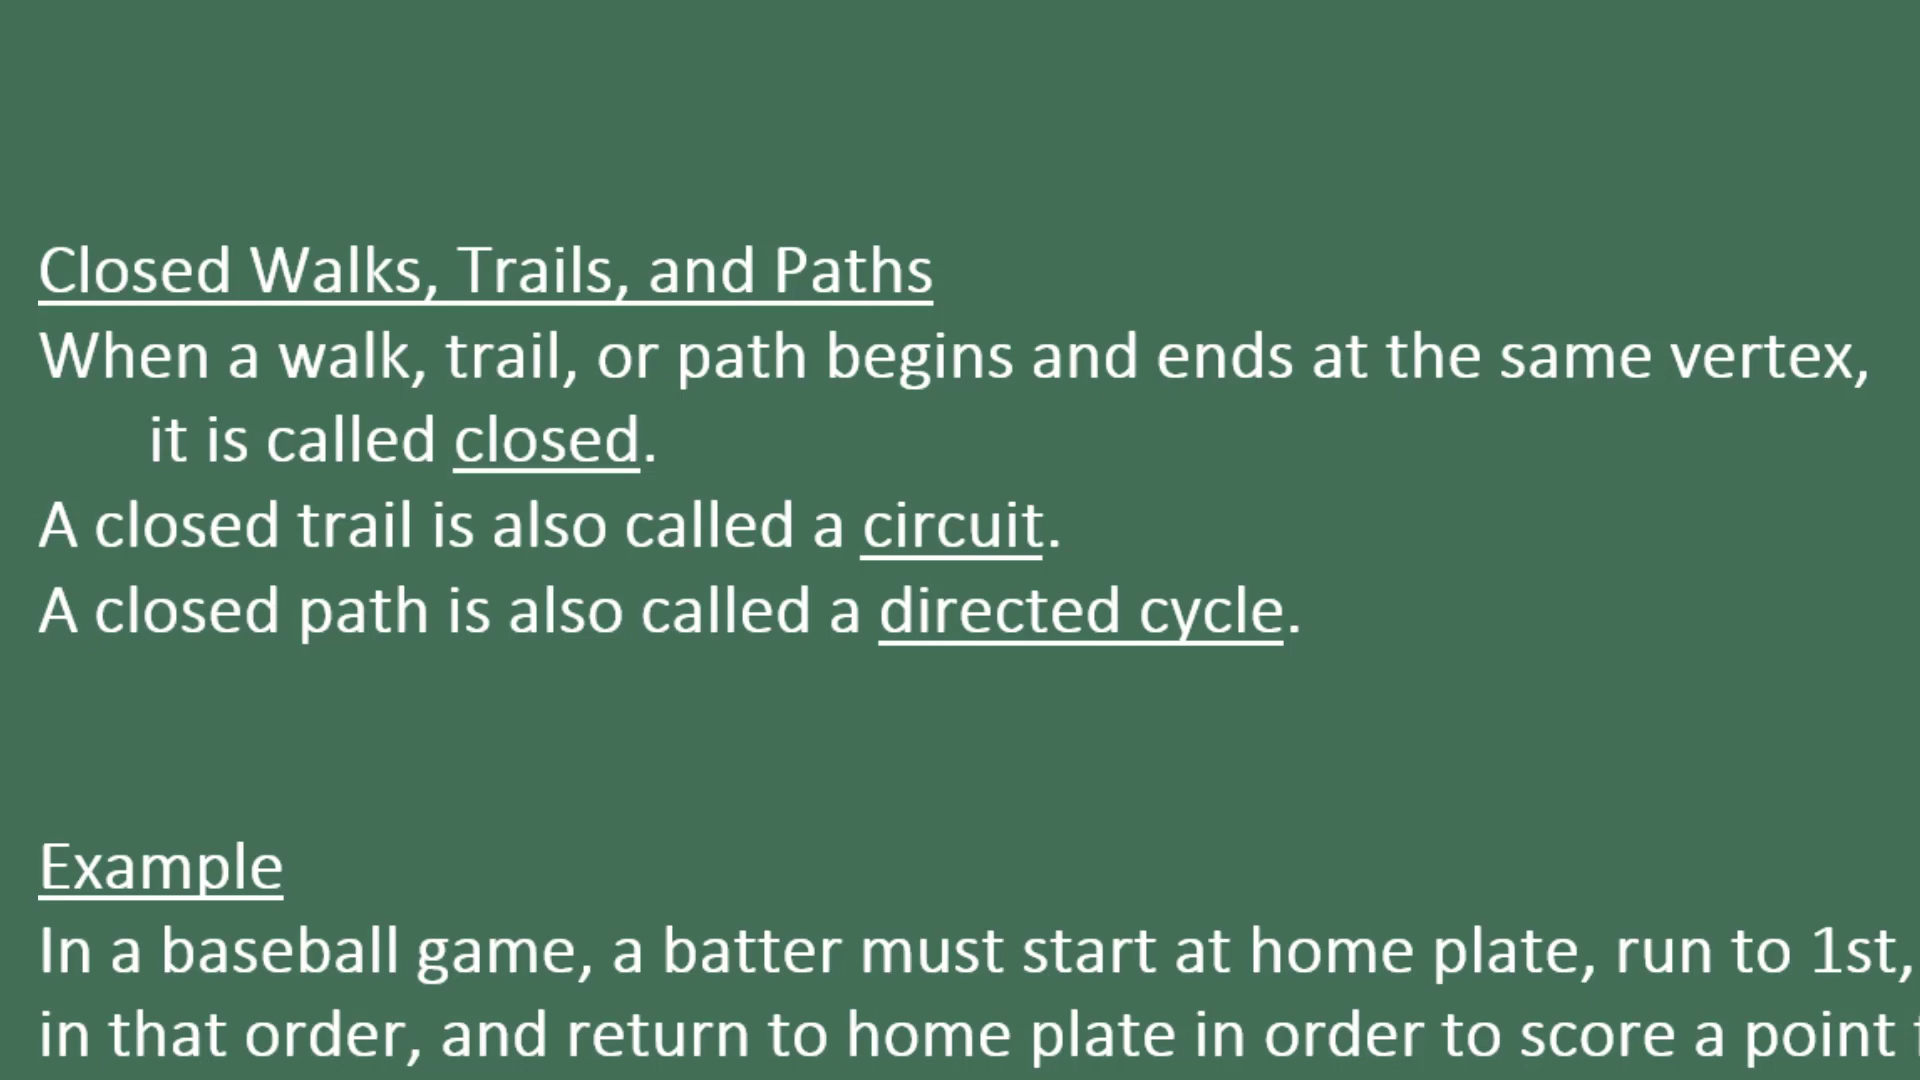 Closed Walks, Trails, and Paths
When a walk, trail, or path begins and ends at the same vertex,
it is called closed.
A closed trail is also called a circuit.
A closed path is also called a directed cycle.
Example
In a baseball game, a batter must start at home plate, run to 1st,
in that order, and return to home plate in order to score a point